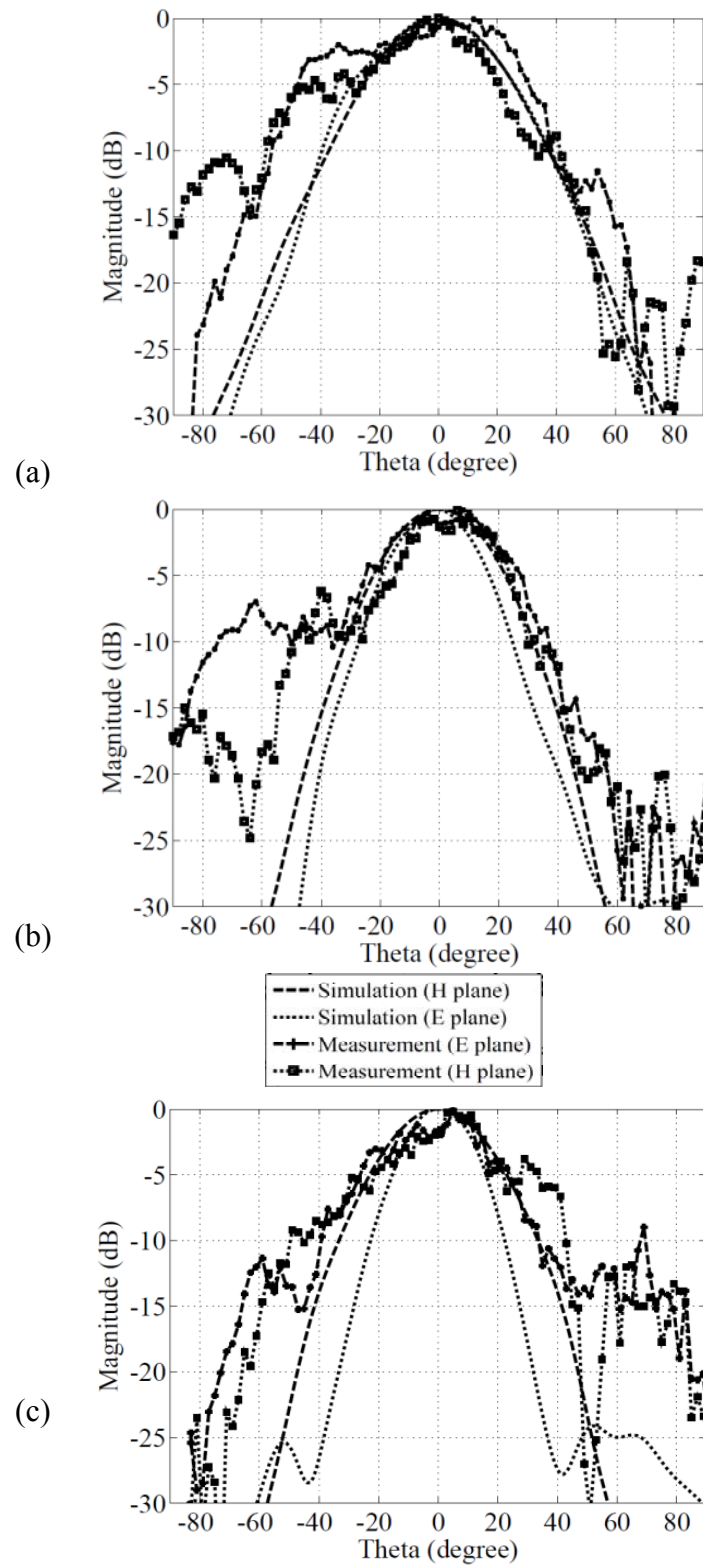 0
-5
-10
-15
-20
-25
-30
Magnitude (dB)
-80 -60 -40 -20 0 20 40 60 80
Theta (degree)
(a)
0
-5
-10
-15
-20
-25
-30
Magnitude (dB)
-80 -60 -40 -20 0 20 40 60 80
Theta (degree)
(b)
Simulation (H plane)
Simulation (E plane)
Measurement (E plane)
Measurement (H plane)
0
-5
-10
-15
-20
-25
-30
Magnitude (dB)
-80 -60 -40 -20 0 20 40 60 80
Theta (degree)
(c)